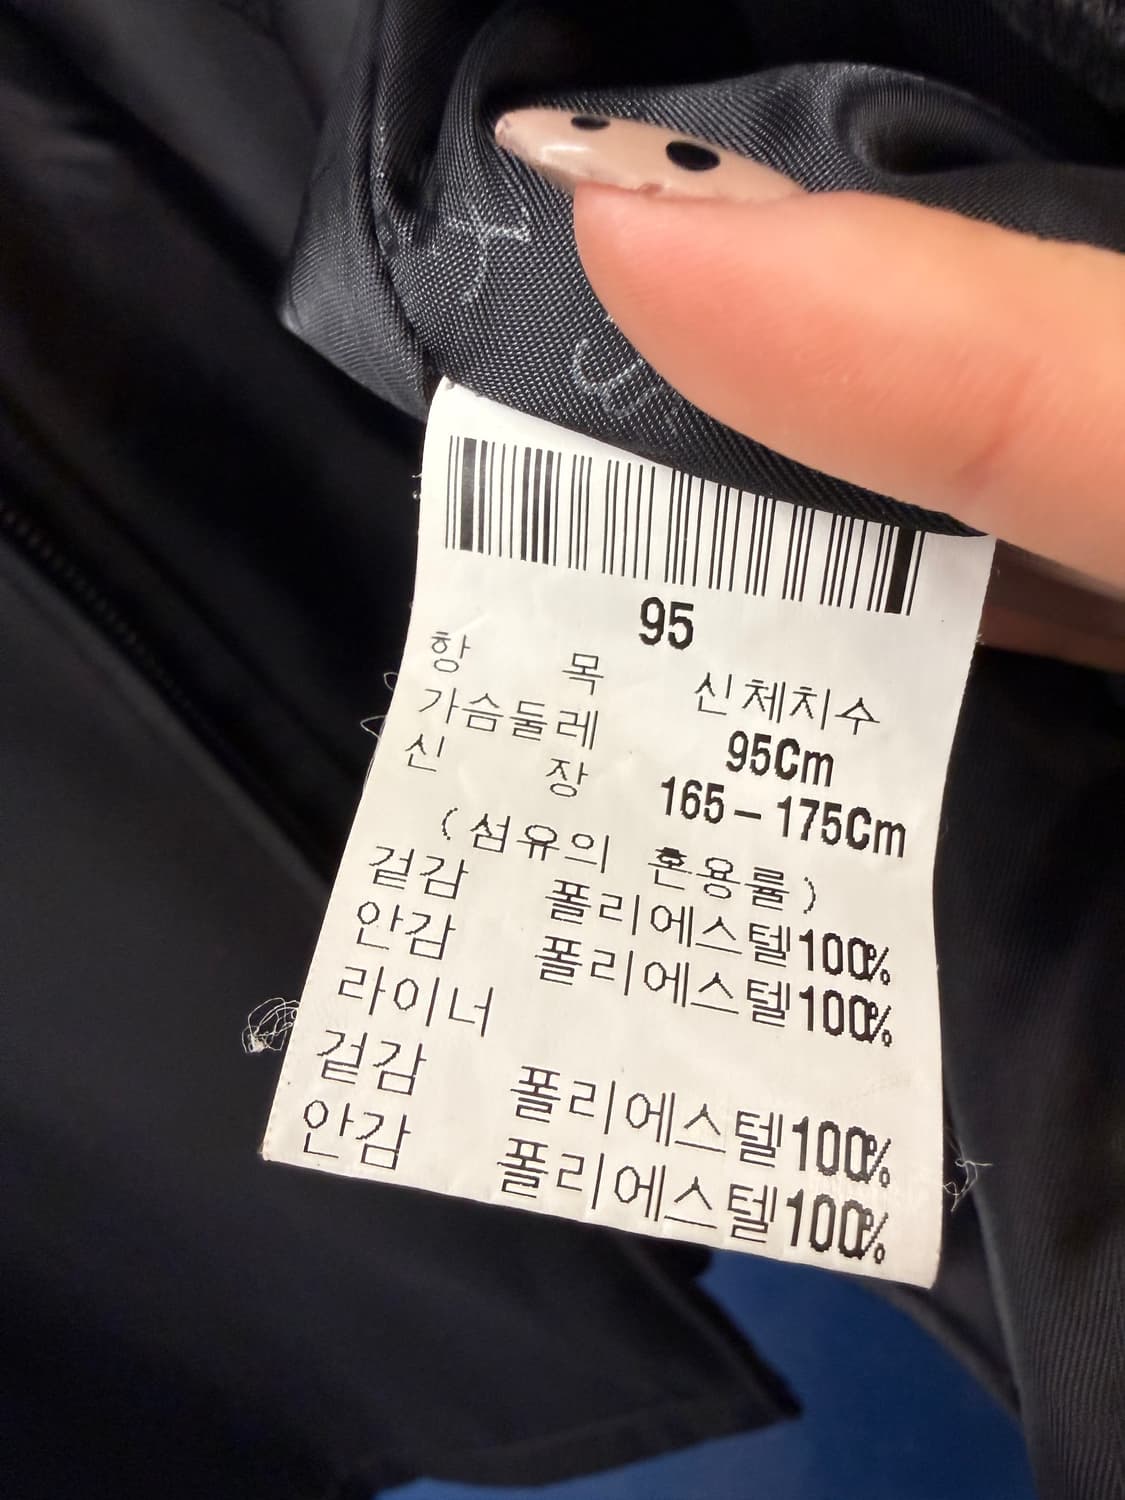 95
항 목 신체치수
가슴둘레 95Cm
신 장 165-175Cm
(섬유의 혼용률)
겉감 폴리에스텔100%
안감 폴리에스텔100%
라이너
겉감 폴리에스텔100%
안감 폴리에스텔100%